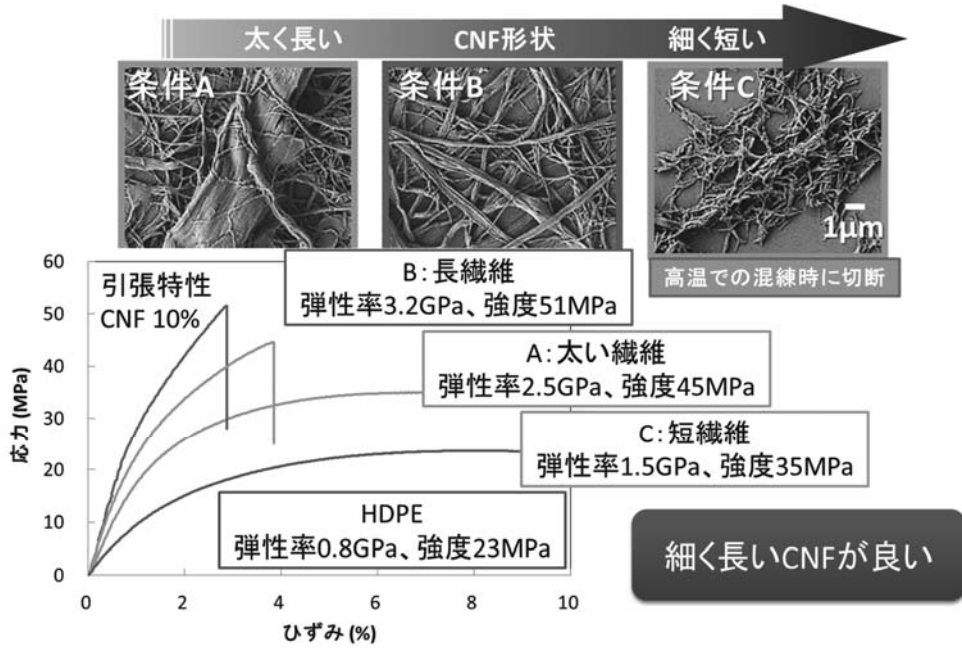 太く長い CNF形状 細く短い
条件A 条件B 条件C
1μm
高温での混練時に切断
引張特性
CNF 10%
B：長繊維
弾性率3.2GPa、強度51MPa
A：太い繊維
弾性率2.5GPa、強度45MPa
C：短繊維
弾性率1.5GPa、強度35MPa
HDPE
弾性率0.8GPa、強度23MPa
細く長いCNFが良い
応力 (MPa)
60
50
40
30
20
10
0
0 2 4 6 8 10
ひずみ (%)